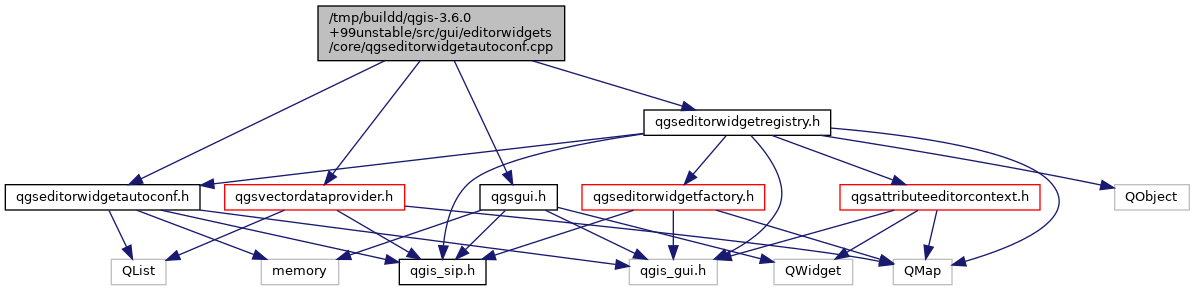 /tmp/buildd/qgis-3.6.0
+99unstable/src/gui/editorwidgets
/core/qgseditorwidgetautoconf.cpp
qgseditorwidgetregistry.h
qgseditorwidgetautoconf.h
qgsvectordataprovider.h
qgsgui.h
qgseditorwidgetfactory.h
qgsattributeeditorcontext.h
QObject
QList
memory
qgis_sip.h
qgis_gui.h
QWidget
QMap